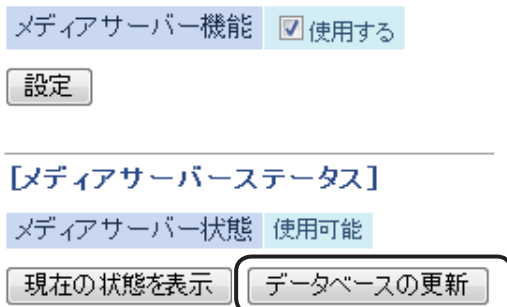 メディアサーバー機能 使用する
設定
[メディアサーバーステータス]
メディアサーバー状態 使用可能
現在の状態を表示 データベースの更新